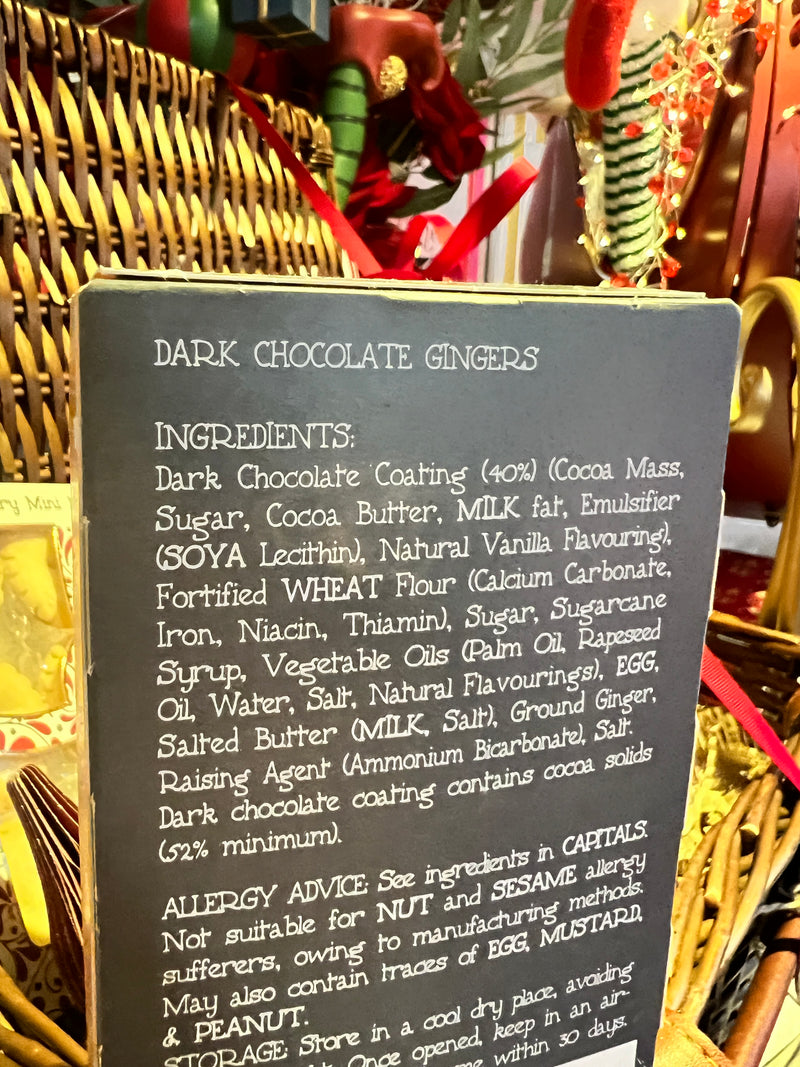 DARK CHOCOLATE GINGERS
INGREDIENTS:
Dark Chocolate Coating (40%) (Cocoa Mass,
Sugar, Cocoa Butter, MILK fat, Emulsifier
(SOYA Lecithin), Natural Vanilla Flavouring),
Fortified WHEAT Flour (Calcium Carbonate,
Iron, Niacin, Thiamin), Sugar, Sugarcane
Syrup, Vegetable Oils (Palm Oil, Rapeseed
Oil, Water, Salt, Natural Flavourings), EGG,
Salted Butter (MILK, Salt), Ground Ginger,
Raising Agent (Ammonium Bicarbonate), Salt.
Dark chocolate coating contains cocoa solids
(52% minimum).
ALLERGY ADVICE: See ingredients in CAPITALS.
Not suitable for NUT and SESAME allergy
sufferers, owing to manufacturing methods.
May also contain traces of EGG, MUSTARD,
& PEANUT.
STORAGE: Store in a cool dry place, avoiding
Once opened, keep in an air-
within 30 days.
Mini